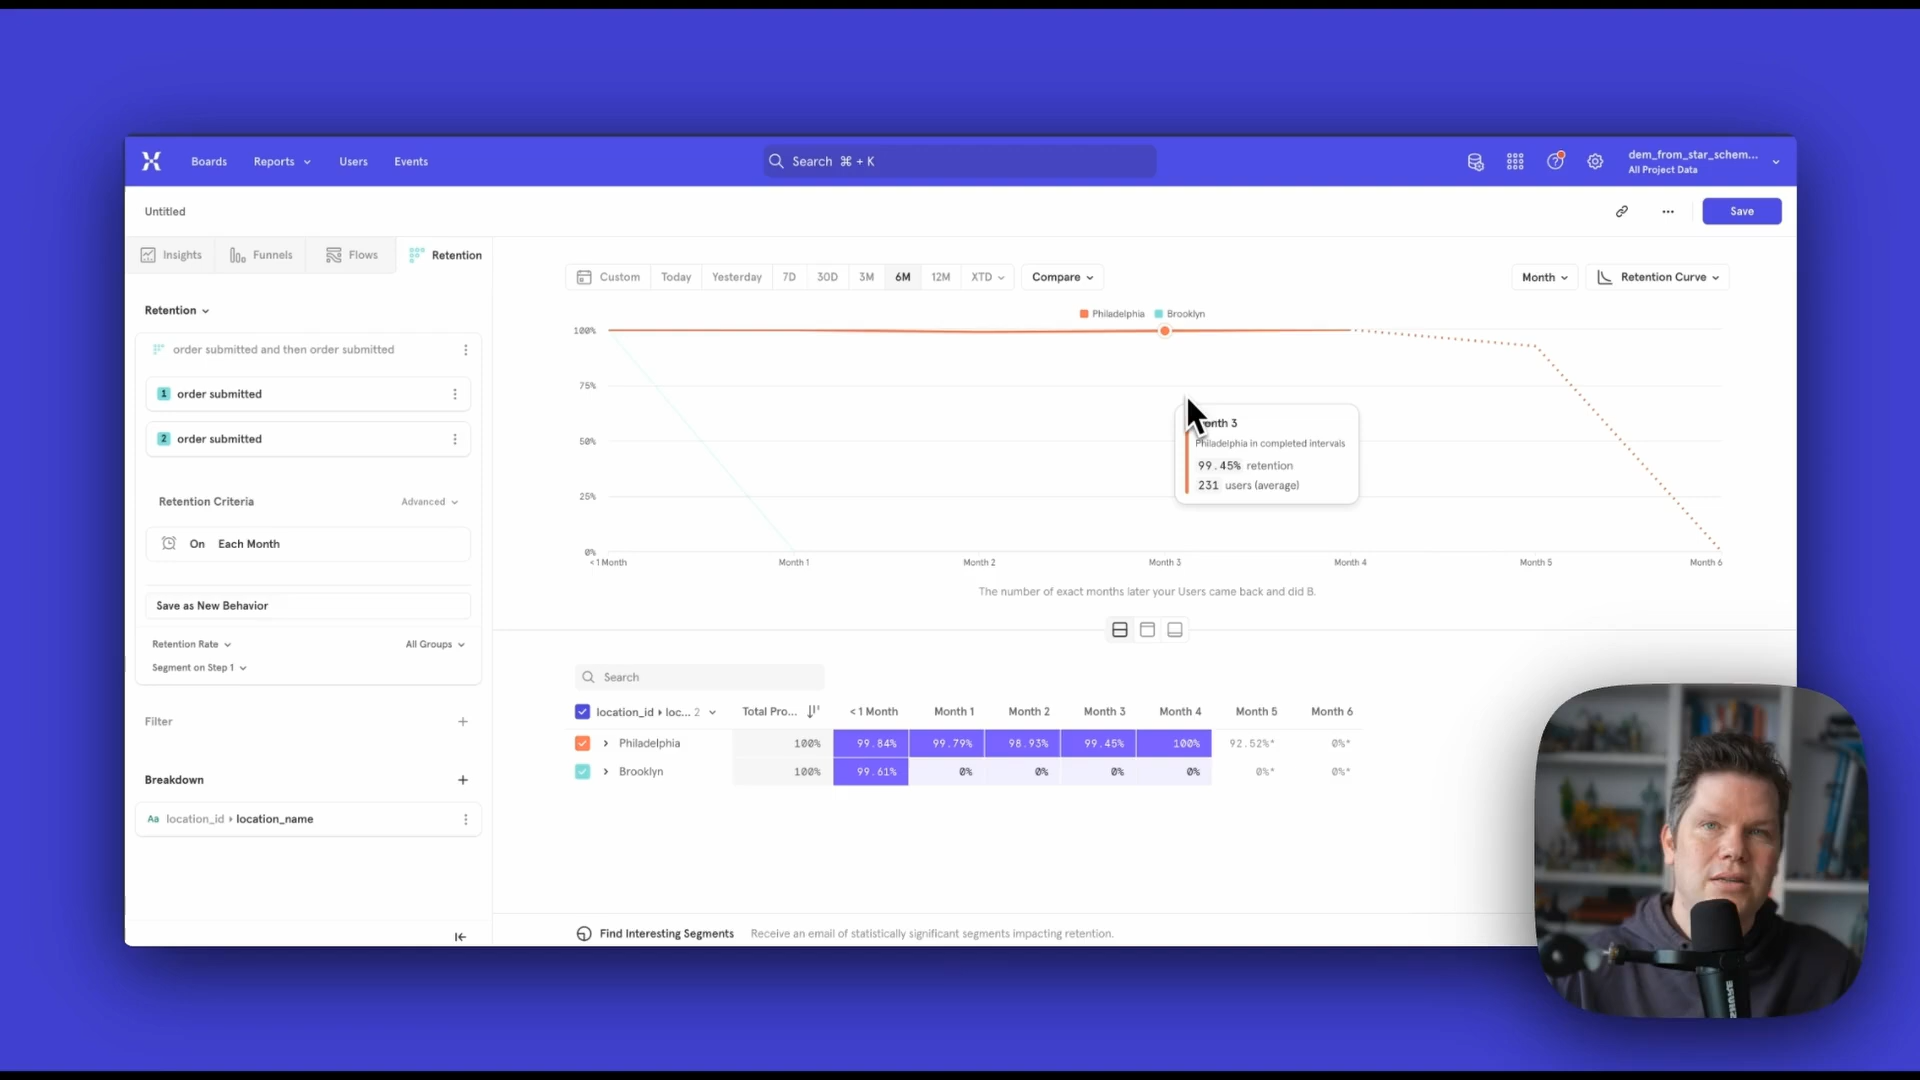 Boards Reports Users Events
Search ⌘ + K
dem_from_star_schem...
All Project Data
Untitled
Save
Insights Funnels Flows Retention
Custom Today Yesterday 7D 30D 3M 6M 12M XTD Compare
Month Retention Curve
Retention
order submitted and then order submitted
1 order submitted
2 order submitted
Retention Criteria Advanced
On Each Month
Save as New Behavior
Retention Rate All Groups
Segment on Step 1
Filter
Breakdown
Aa location_id ▸ location_name
Philadelphia Brooklyn
100%
75%
50%
25%
0%
< 1 Month Month 1 Month 2 Month 3 Month 4 Month 5 Month 6
onth 3
Philadelphia in completed intervals
99.45% retention
231 users (average)
The number of exact months later your Users came back and did B.
Search
location_id ▸ loc... 2 Total Pro... < 1 Month Month 1 Month 2 Month 3 Month 4 Month 5 Month 6
Philadelphia 100% 99.84% 99.79% 98.93% 99.45% 100% 92.52%* 0%*
Brooklyn 100% 99.61% 0% 0% 0% 0% 0%* 0%*
Find Interesting Segments Receive an email of statistically significant segments impacting retention.